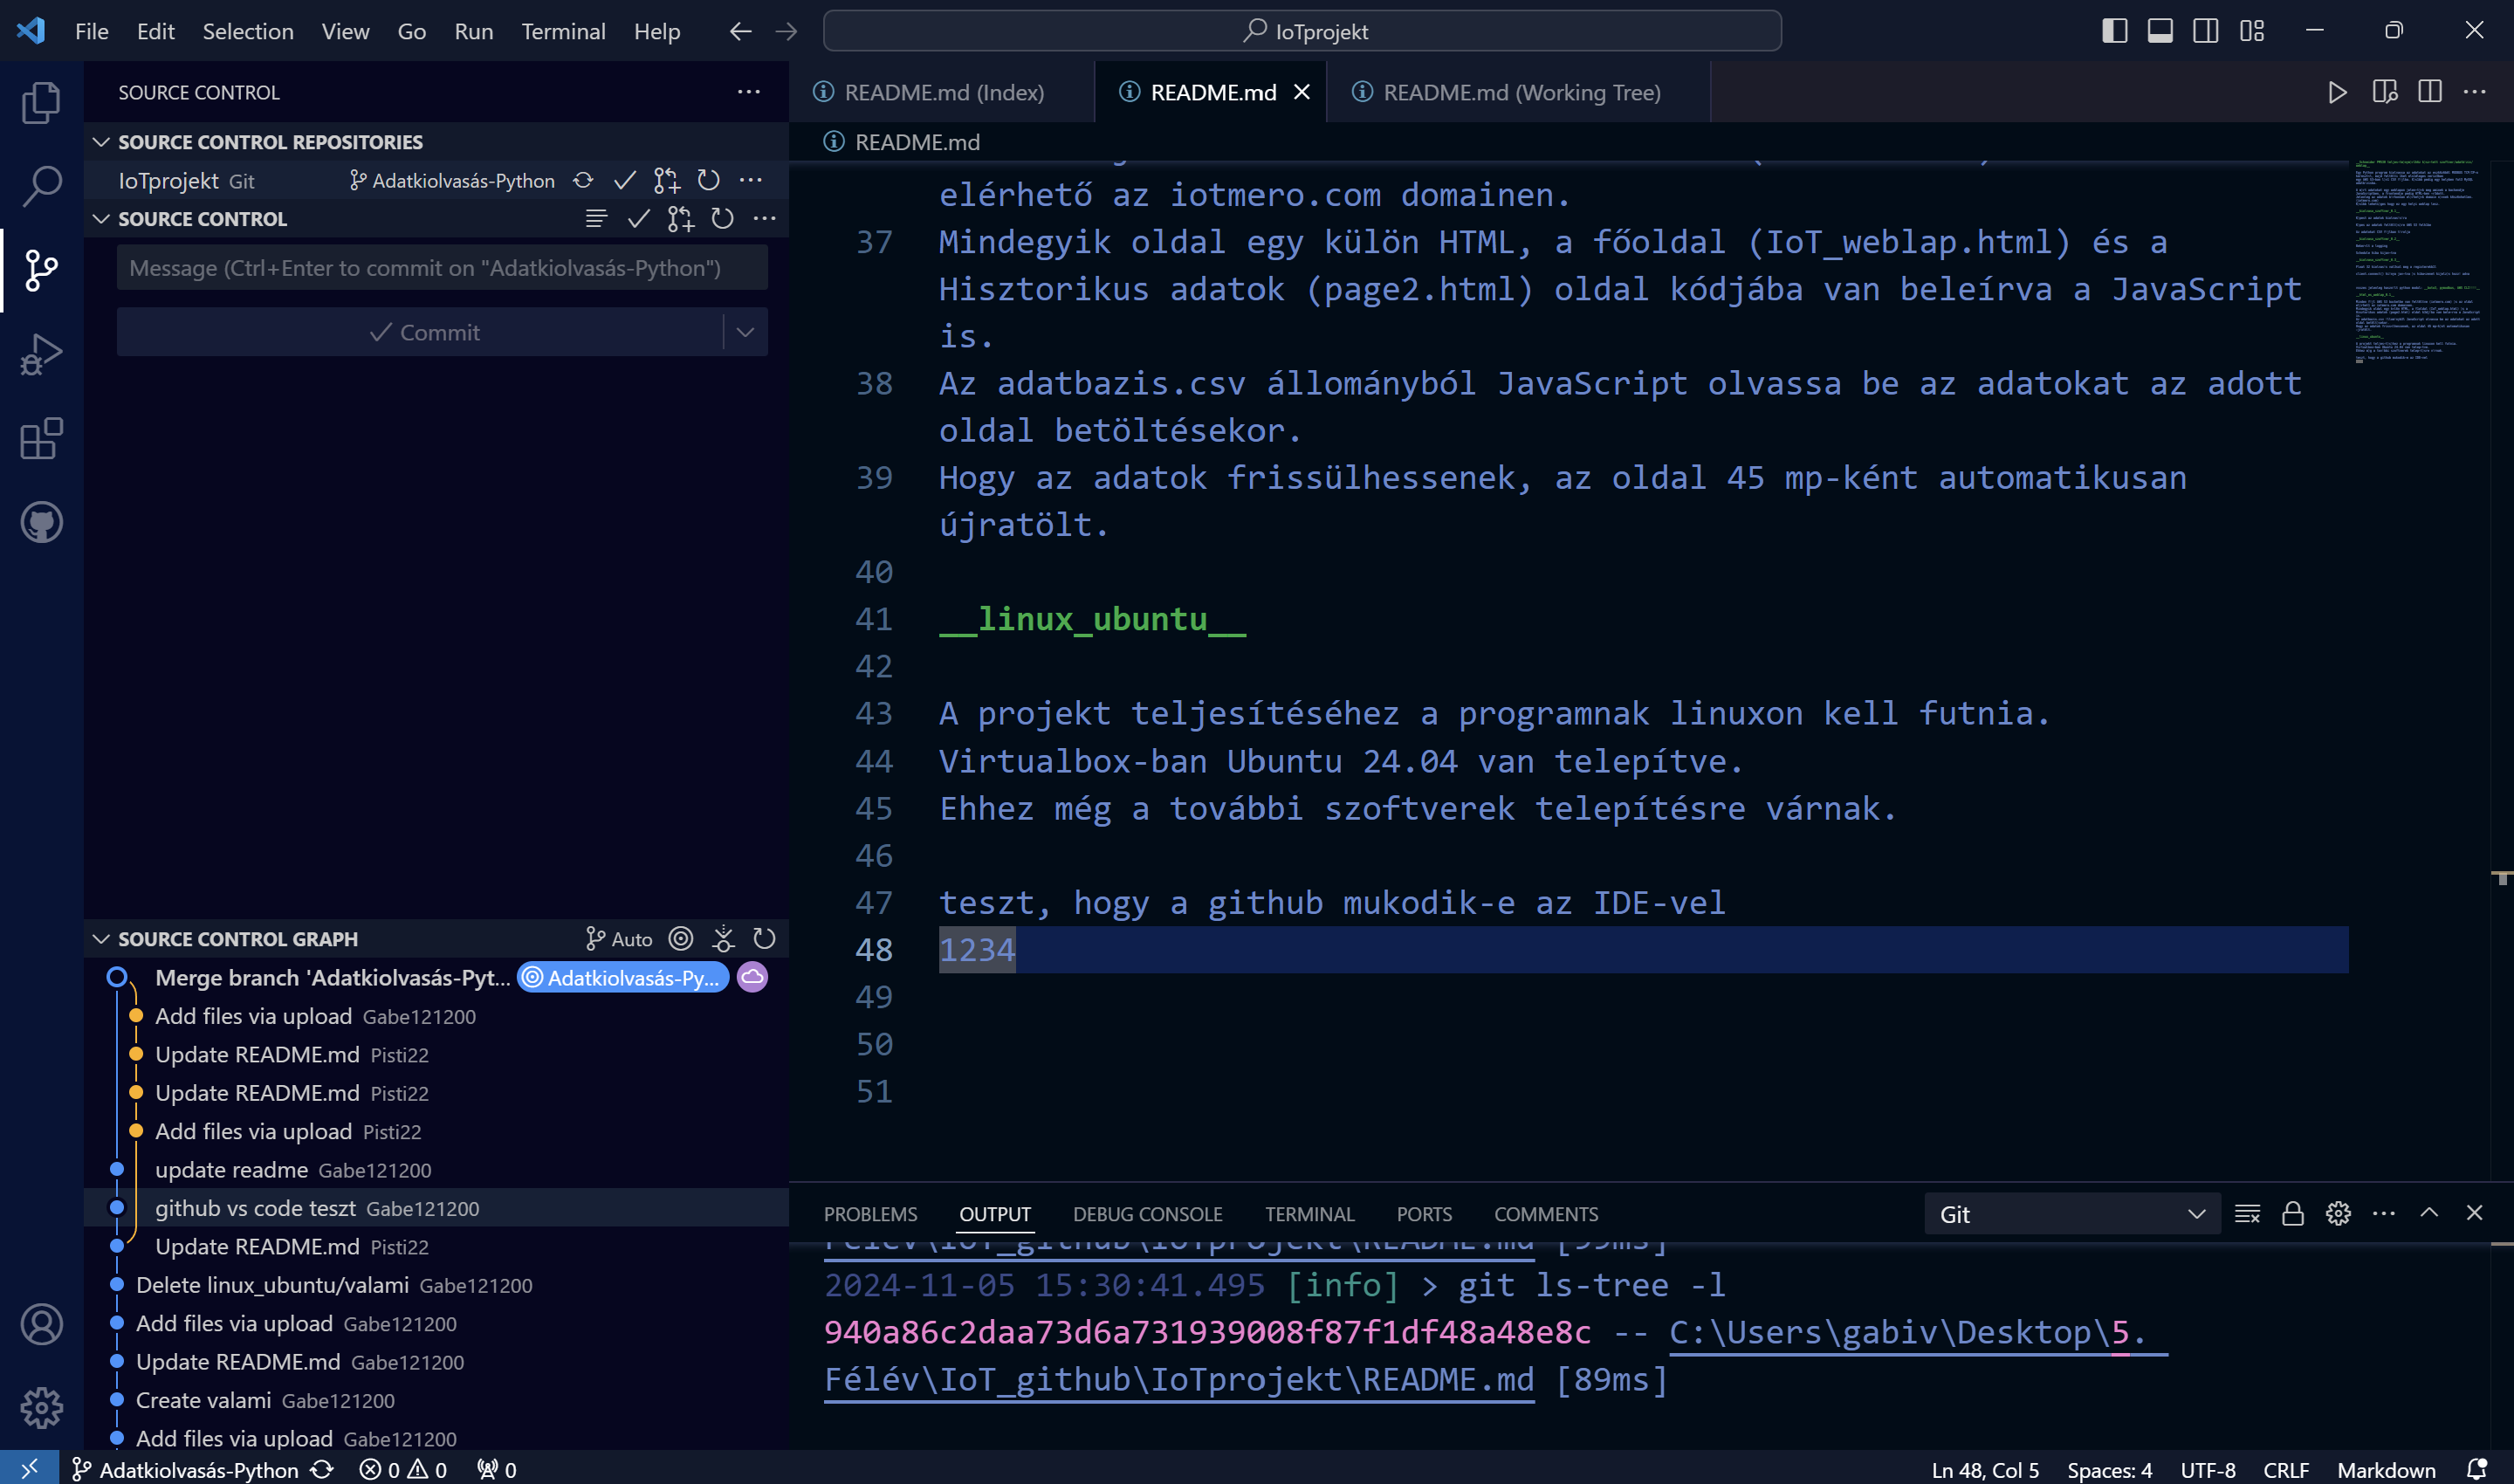 File Edit Selection View Go Run Terminal Help
IoTprojekt
SOURCE CONTROL
SOURCE CONTROL REPOSITORIES
IoTprojekt Git Adatkiolvasás-Python
SOURCE CONTROL
Message (Ctrl+Enter to commit on "Adatkiolvasás-Python")
Commit
SOURCE CONTROL GRAPH Auto
Merge branch 'Adatkiolvasás-Pyt... Adatkiolvasás-Py...
Add files via upload Gabe121200
Update README.md Pisti22
Update README.md Pisti22
Add files via upload Pisti22
update readme Gabe121200
github vs code teszt Gabe121200
Update README.md Pisti22
Delete linux_ubuntu/valami Gabe121200
Add files via upload Gabe121200
Update README.md Gabe121200
Create valami Gabe121200
Add files via upload Gabe121200
README.md (Index) README.md README.md (Working Tree)
README.md
elérhető az iotmero.com domainen.
37 Mindegyik oldal egy külön HTML, a főoldal (IoT_weblap.html) és a
Hisztorikus adatok (page2.html) oldal kódjába van beleírva a JavaScript
is.
38 Az adatbazis.csv állományból JavaScript olvassa be az adatokat az adott
oldal betöltésekor.
39 Hogy az adatok frissülhessenek, az oldal 45 mp-ként automatikusan
újratölt.
40
41 __linux_ubuntu__
42
43 A projekt teljesítéséhez a programnak linuxon kell futnia.
44 Virtualbox-ban Ubuntu 24.04 van telepítve.
45 Ehhez még a további szoftverek telepítésre várnak.
46
47 teszt, hogy a github mukodik-e az IDE-vel
48 1234
49
50
51
PROBLEMS OUTPUT DEBUG CONSOLE TERMINAL PORTS COMMENTS Git
Félév\IoT_github\IoTprojekt\README.md [99ms]
2024-11-05 15:30:41.495 [info] > git ls-tree -l
940a86c2daa73d6a731939008f87f1df48a48e8c -- C:\Users\gabiv\Desktop\5.
Félév\IoT_github\IoTprojekt\README.md [89ms]
Adatkiolvasás-Python 0 0 0 Ln 48, Col 5 Spaces: 4 UTF-8 CRLF Markdown